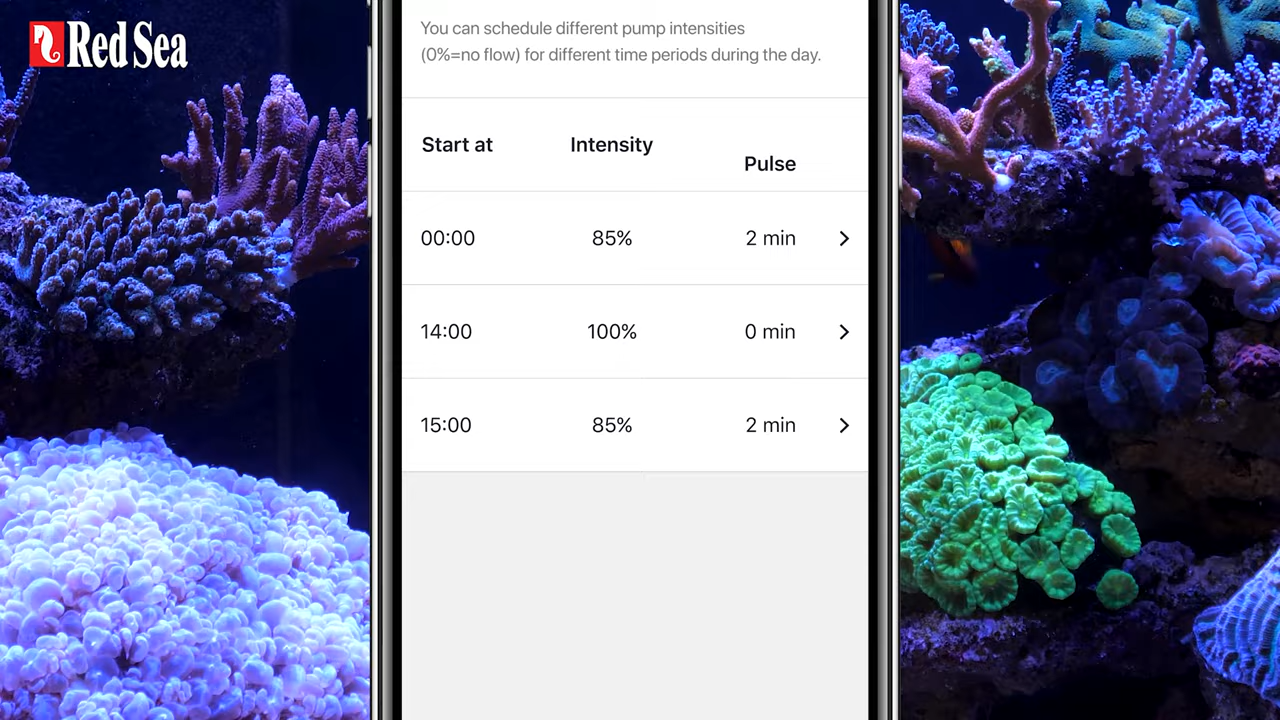 Red Sea
You can schedule different pump intensities
(0%=no flow) for different time periods during the day.
Start at Intensity Pulse
00:00 85% 2 min
14:00 100% 0 min
15:00 85% 2 min